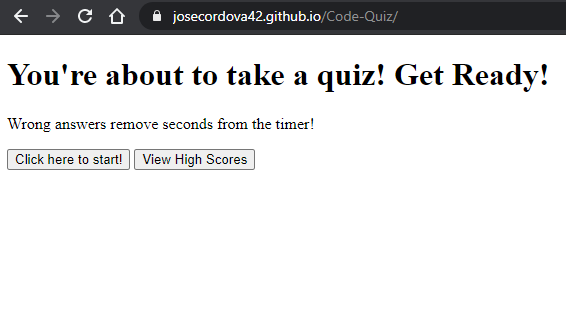 josecordova42.github.io/Code-Quiz/
You're about to take a quiz! Get Ready!
Wrong answers remove seconds from the timer!
Click here to start! View High Scores